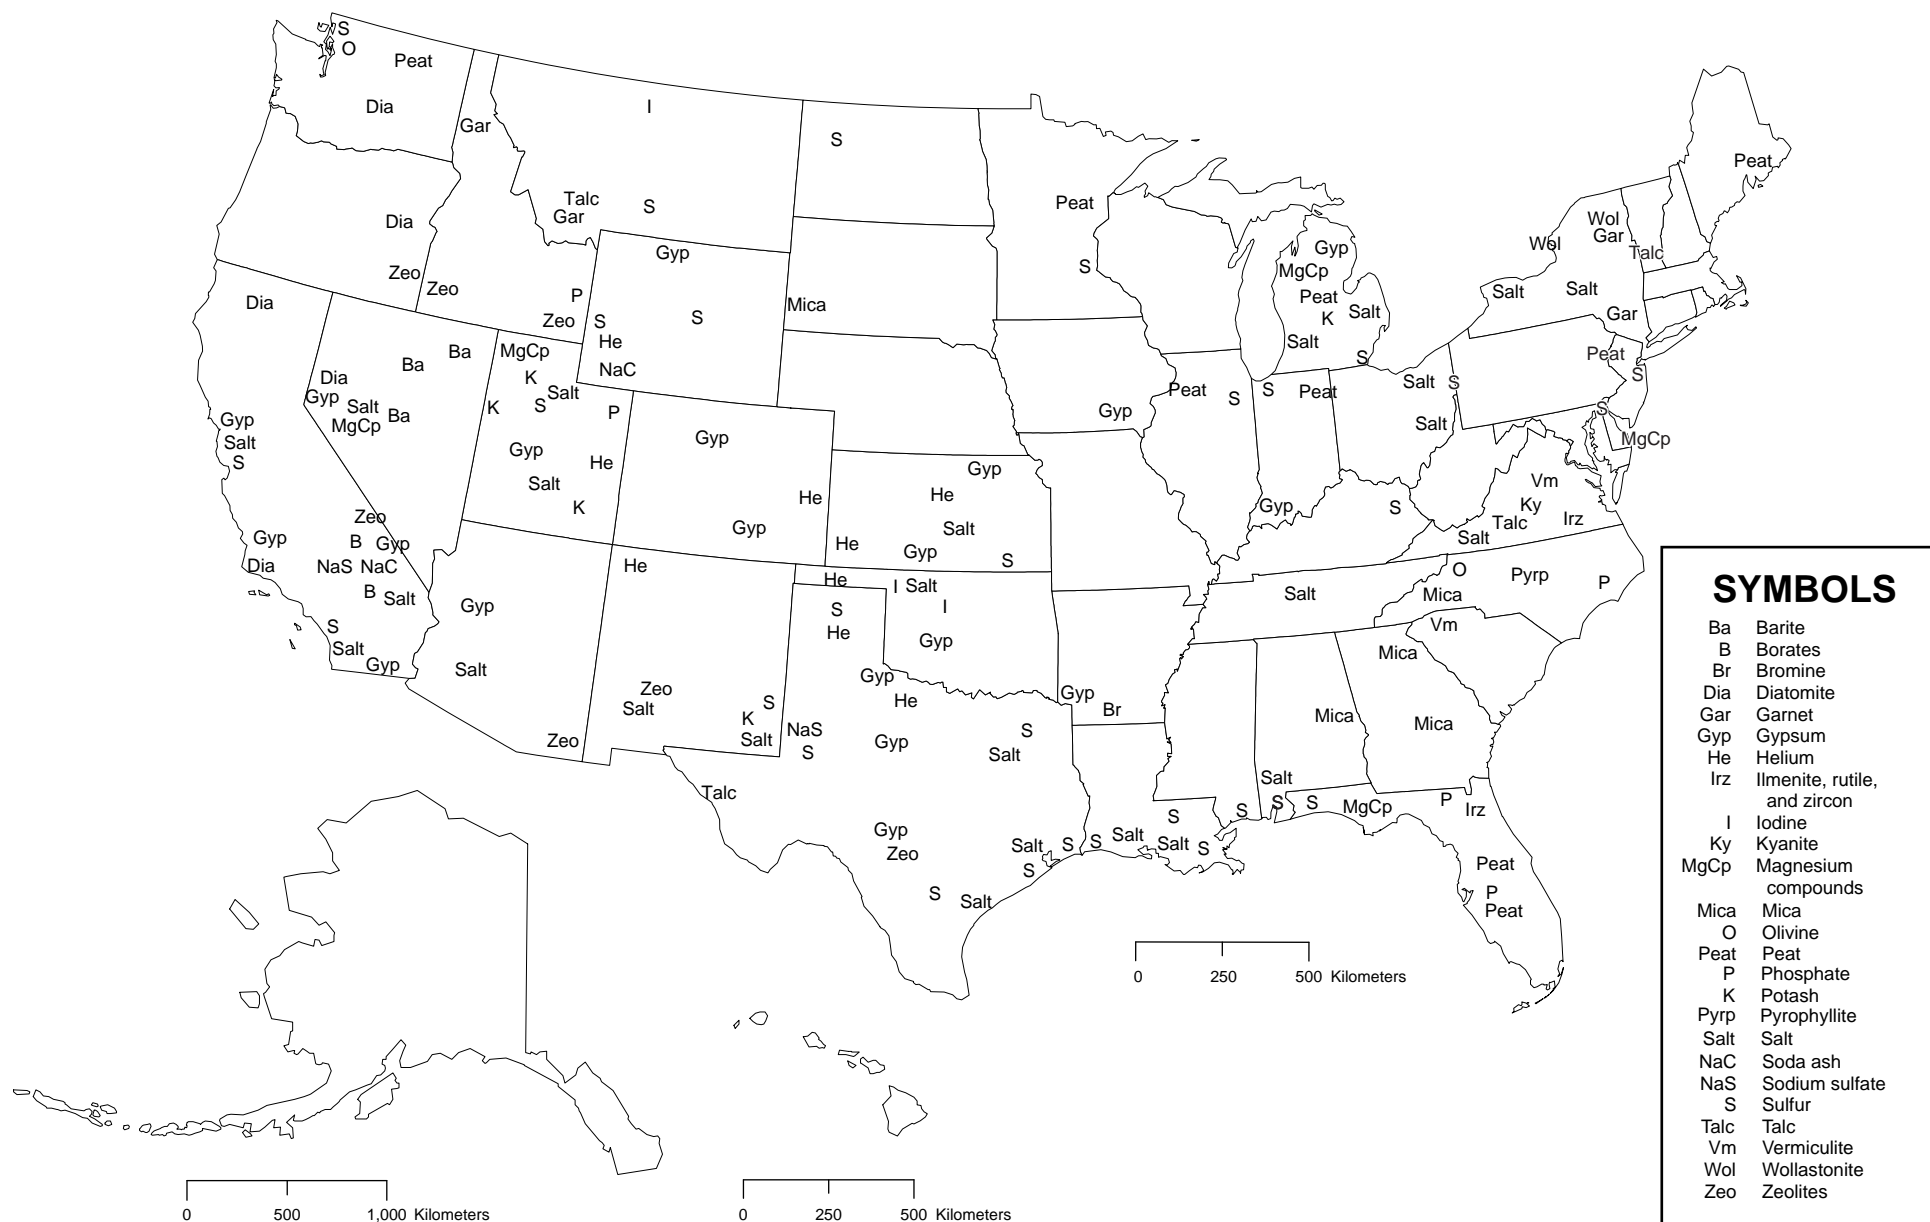 S
O
Peat
Dia
Gar
I
Talc
Gar
S
S
Dia
Zeo
Zeo
P
Zeo
Gyp
S
S
He
NaC
Mica
Peat
S
Gyp
MgCp
Peat
K
Salt
Salt
S
Peat
Wol
Gar
Wol
Talc
Salt
Salt
Gar
Peat
S
S
MgCp
Dia
Ba
Ba
Dia
Gyp
Salt
MgCp
Ba
Gyp
Salt
S
Zeo
B
Gyp
Gyp
Dia
NaS
NaC
B
Salt
S
Salt
Gyp
MgCp
K
Salt
K
S
P
Gyp
He
Salt
K
Gyp
He
Gyp
Gyp
He
Salt
He
Gyp
S
Gyp
Peat
S
S
Peat
Salt
S
Salt
Gyp
S
Vm
Ky
Talc
Irz
Salt
O
Pyrp
P
Mica
Salt
Vm
Mica
Mica
Mica
Gyp
Salt
Zeo
He
Zeo
Salt
S
K
Salt
He
I
Salt
I
Gyp
S
He
Gyp
He
NaS
S
Gyp
S
Salt
Talc
Gyp
Zeo
Salt
S
S
S
Salt
Gyp
Br
S
Salt
S
Salt
S
S
Salt
S
S
MgCp
P
Irz
Peat
P
Peat
0 250 500 Kilometers
0 500 1,000 Kilometers
0 250 500 Kilometers
SYMBOLS
Ba Barite
B Borates
Br Bromine
Dia Diatomite
Gar Garnet
Gyp Gypsum
He Helium
Irz Ilmenite, rutile,
and zircon
I Iodine
Ky Kyanite
MgCp Magnesium
compounds
Mica Mica
O Olivine
Peat Peat
P Phosphate
K Potash
Pyrp Pyrophyllite
Salt Salt
NaC Soda ash
NaS Sodium sulfate
S Sulfur
Talc Talc
Vm Vermiculite
Wol Wollastonite
Zeo Zeolites